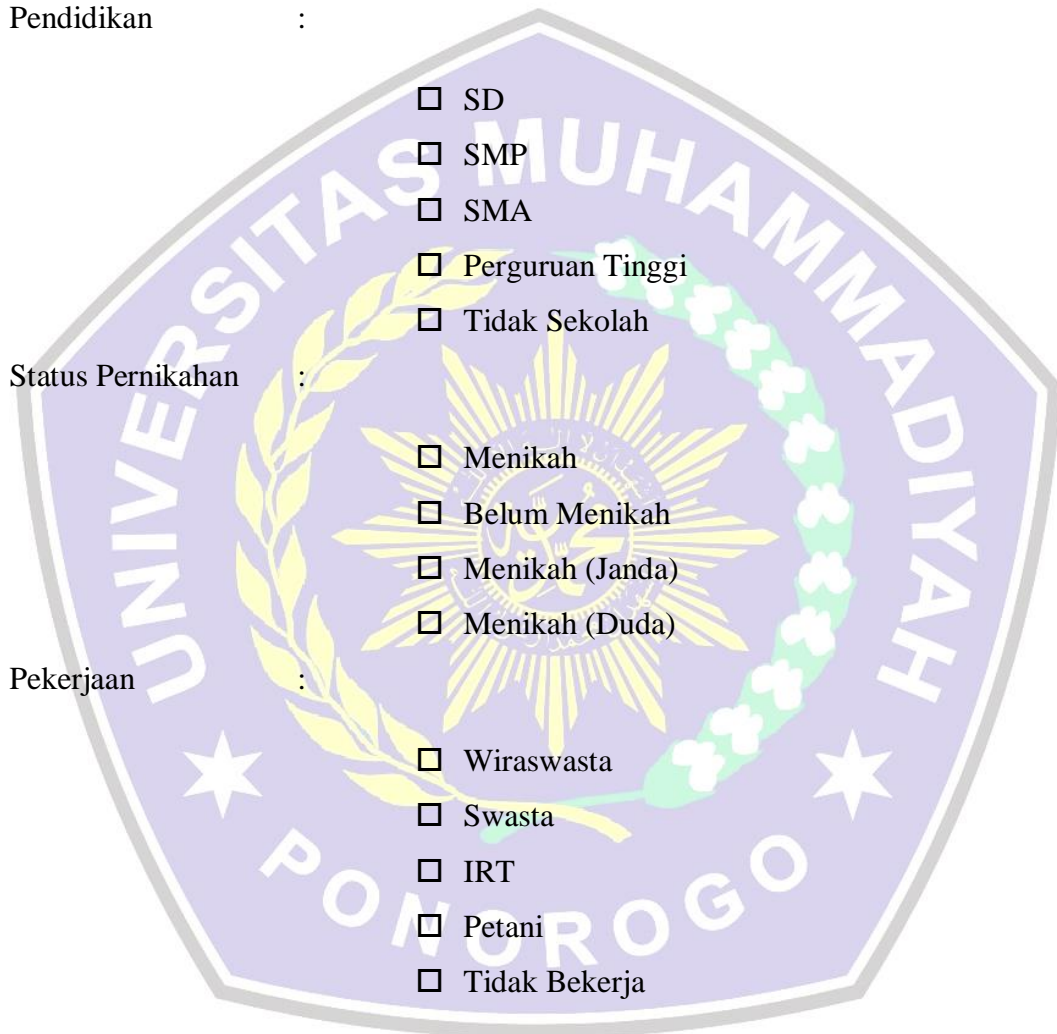 Pendidikan :
☐ SD
☐ SMP
☐ SMA
☐ Perguruan Tinggi
☐ Tidak Sekolah
Status Pernikahan :
☐ Menikah
☐ Belum Menikah
☐ Menikah (Janda)
☐ Menikah (Duda)
Pekerjaan :
☐ Wiraswasta
☐ Swasta
☐ IRT
☐ Petani
☐ Tidak Bekerja
UNIVERSITAS MUHAMMADIYAH
PONOROGO